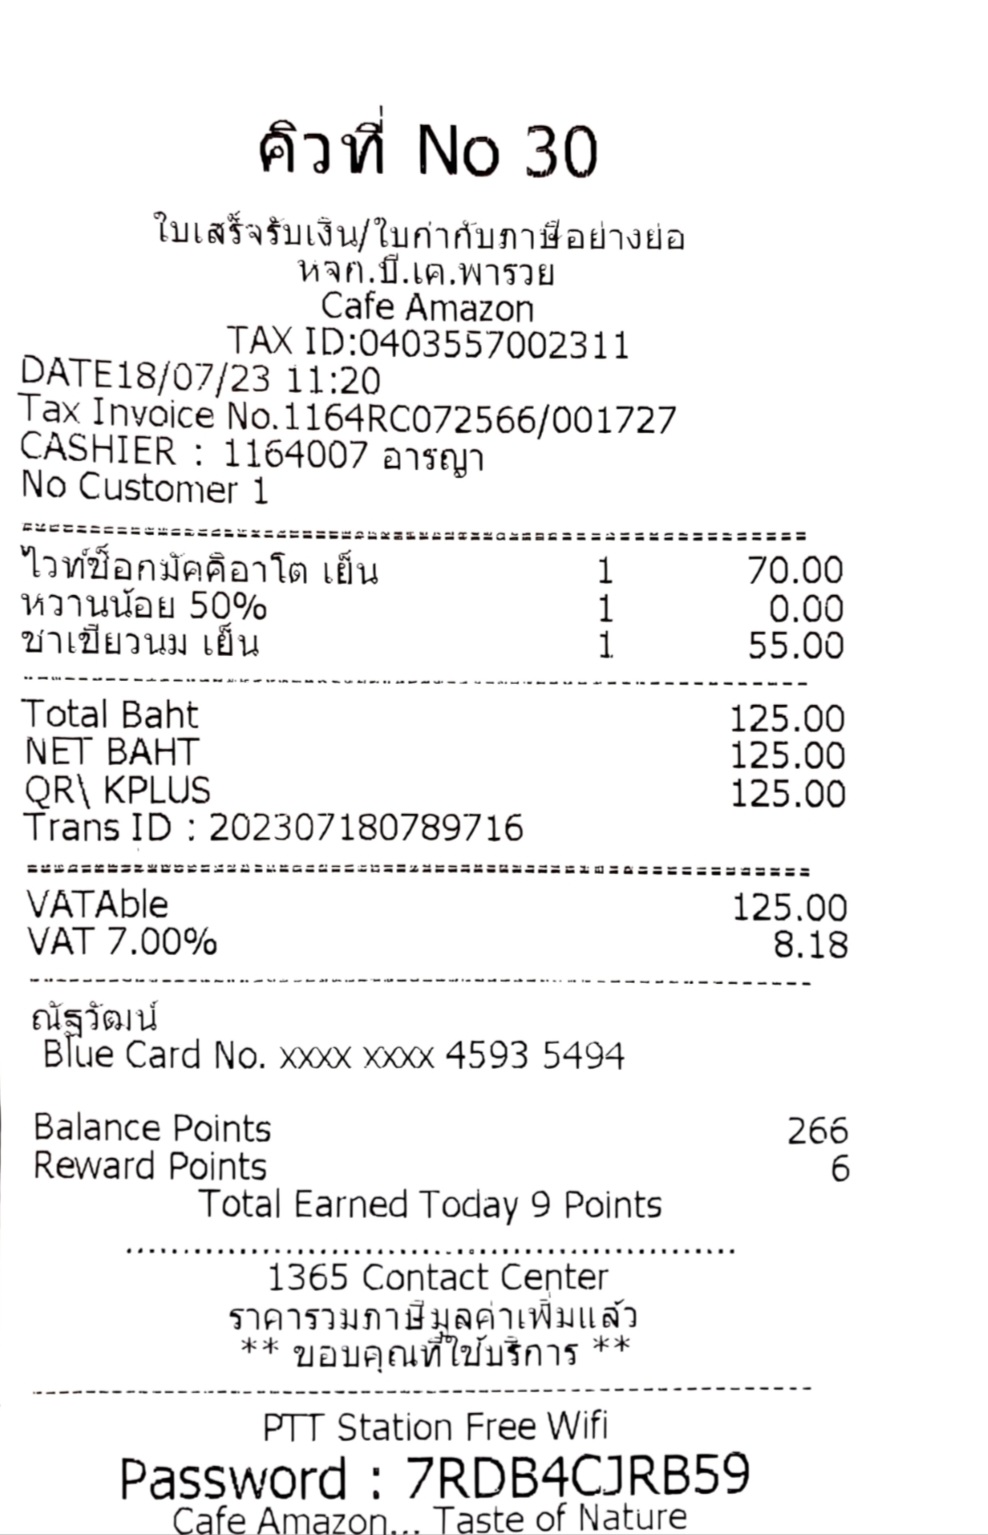 คิวที่ No 30
ใบเสร็จรับเงิน/ใบกำกับภาษีอย่างย่อ
หจก.บี.เค.พารวย
Cafe Amazon
TAX ID:0403557002311
DATE18/07/23 11:20
Tax Invoice No.1164RC072566/001727
CASHIER : 1164007 อารญา
No Customer 1
ไวท์ช็อกมัคคิอาโต เย็น 1 70.00
หวานน้อย 50% 1 0.00
ชาเขียวนม เย็น 1 55.00
Total Baht 125.00
NET BAHT 125.00
QR\ KPLUS 125.00
Trans ID : 202307180789716
VATAble 125.00
VAT 7.00% 8.18
ณัฐวัฒน์
Blue Card No. xxxx xxxx 4593 5494
Balance Points 266
Reward Points 6
Total Earned Today 9 Points
1365 Contact Center
ราคารวมภาษีมูลค่าเพิ่มแล้ว
** ขอบคุณที่ใช้บริการ **
PTT Station Free Wifi
Password : 7RDB4CJRB59
Cafe Amazon... Taste of Nature